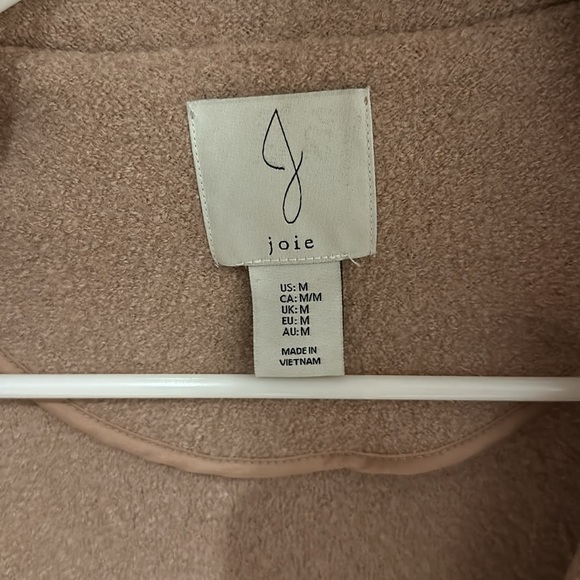 joie
US: M
CA: M/M
UK: M
EU: M
AU: M
MADE IN
VIETNAM